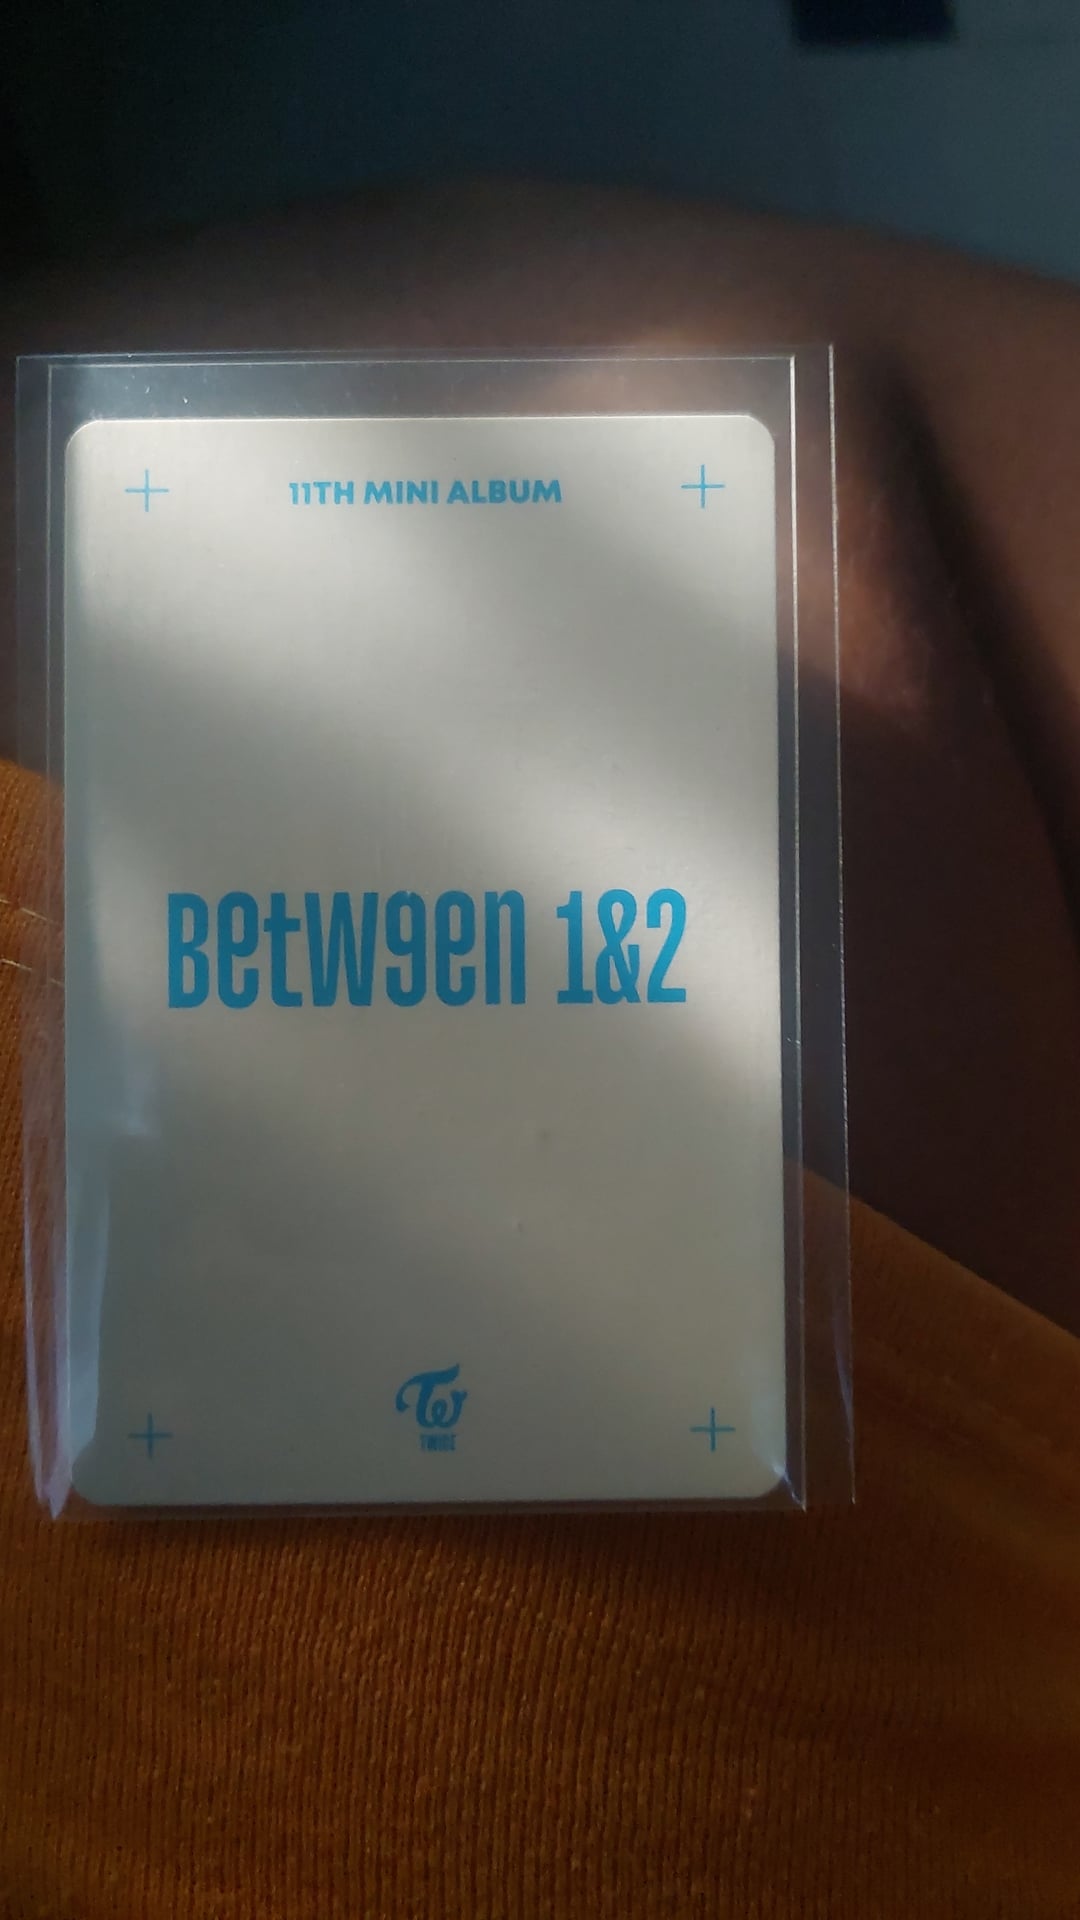 11TH MINI ALBUM
Betw9en 1&2
TWICE